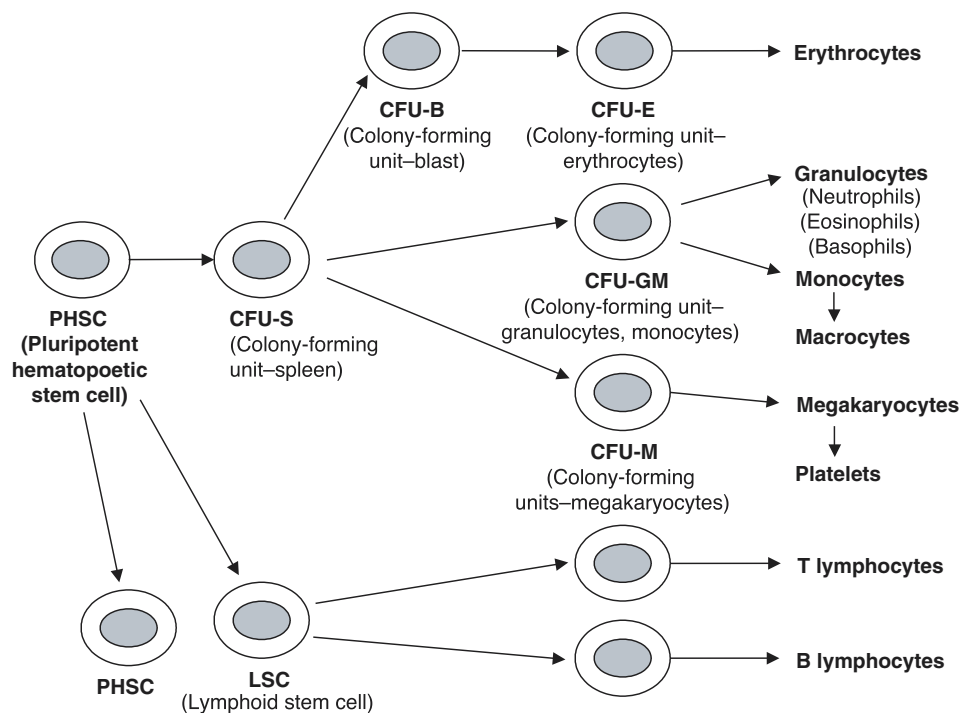 Erythrocytes
CFU-B
(Colony-forming
unit–blast)
CFU-E
(Colony-forming unit–
erythrocytes)
Granulocytes
(Neutrophils)
(Eosinophils)
(Basophils)
CFU-GM
(Colony-forming unit–
granulocytes, monocytes)
Monocytes
Macrocytes
PHSC
(Pluripotent
hematopoetic
stem cell)
CFU-S
(Colony-forming
unit–spleen)
Megakaryocytes
Platelets
CFU-M
(Colony-forming
units–megakaryocytes)
T lymphocytes
B lymphocytes
PHSC
LSC
(Lymphoid stem cell)